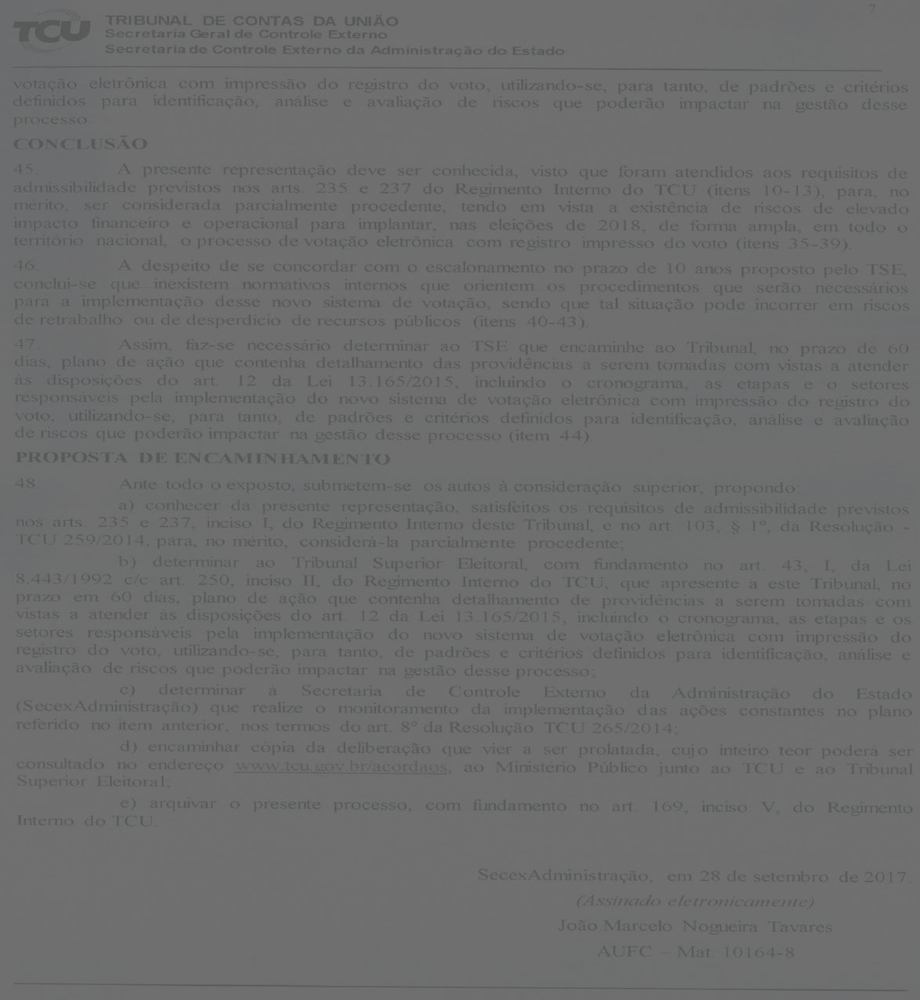 7
TCU
TRIBUNAL DE CONTAS DA UNIÃO
Secretaria Geral de Controle Externo
Secretaria de Controle Externo da Administração do Estado
votação eletrônica com impressão do registro do voto, utilizando-se, para tanto, de padrões e critérios
definidos para identificação, análise e avaliação de riscos que poderão impactar na gestão desse
processo.
CONCLUSÃO
45. A presente representação deve ser conhecida, visto que foram atendidos aos requisitos de
admissibilidade previstos nos arts. 235 e 237 do Regimento Interno do TCU (itens 10-13), para, no
mérito, ser considerada parcialmente procedente, tendo em vista a existência de riscos de elevado
impacto financeiro e operacional para implantar, nas eleições de 2018, de forma ampla, em todo o
território nacional, o processo de votação eletrônica com registro impresso do voto (itens 35-39).
46. A despeito de se concordar com o escalonamento no prazo de 10 anos proposto pelo TSE,
conclui-se que inexistem normativos internos que orientem os procedimentos que serão necessários
para a implementação desse novo sistema de votação, sendo que tal situação pode incorrer em riscos
de retrabalho ou de desperdício de recursos públicos (itens 40-43).
47. Assim, faz-se necessário determinar ao TSE que encaminhe ao Tribunal, no prazo de 60
dias, plano de ação que contenha detalhamento das providências a serem tomadas com vistas a atender
às disposições do art. 12 da Lei 13.165/2015, incluindo o cronograma, as etapas e o setores
responsáveis pela implementação do novo sistema de votação eletrônica com impressão do registro do
voto, utilizando-se, para tanto, de padrões e critérios definidos para identificação, análise e avaliação
de riscos que poderão impactar na gestão desse processo (item 44).
PROPOSTA DE ENCAMINHAMENTO
48. Ante todo o exposto, submetem-se os autos à consideração superior, propondo:
a) conhecer da presente representação, satisfeitos os requisitos de admissibilidade previstos
nos arts. 235 e 237, inciso I, do Regimento Interno deste Tribunal, e no art. 103, § 1º, da Resolução -
TCU 259/2014, para, no mérito, considerá-la parcialmente procedente;
b) determinar ao Tribunal Superior Eleitoral, com fundamento no art. 43, I, da Lei
8.443/1992 c/c art. 250, inciso II, do Regimento Interno do TCU, que apresente a este Tribunal, no
prazo em 60 dias, plano de ação que contenha detalhamento de providências a serem tomadas com
vistas a atender às disposições do art. 12 da Lei 13.165/2015, incluindo o cronograma, as etapas e os
setores responsáveis pela implementação do novo sistema de votação eletrônica com impressão do
registro do voto, utilizando-se, para tanto, de padrões e critérios definidos para identificação, análise e
avaliação de riscos que poderão impactar na gestão desse processo;
c) determinar à Secretaria de Controle Externo da Administração do Estado
(SecexAdministração) que realize o monitoramento da implementação das ações constantes no plano
referido no item anterior, nos termos do art. 8º da Resolução TCU 265/2014;
d) encaminhar cópia da deliberação que vier a ser prolatada, cujo inteiro teor poderá ser
consultado no endereço www.tcu.gov.br/acordaos, ao Ministério Público junto ao TCU e ao Tribunal
Superior Eleitoral;
e) arquivar o presente processo, com fundamento no art. 169, inciso V, do Regimento
Interno do TCU.
SecexAdministração, em 28 de setembro de 2017.
(Assinado eletronicamente)
João Marcelo Nogueira Tavares
AUFC – Mat. 10164-8